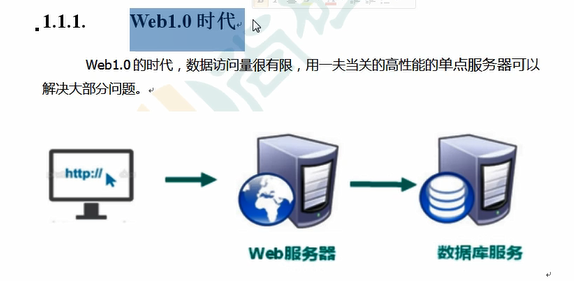 1.1.1. Web1.0 时代
Web1.0 的时代，数据访问量很有限，用一夫当关的高性能的单点服务器可以
解决大部分问题。
http://
Web服务器 数据库服务